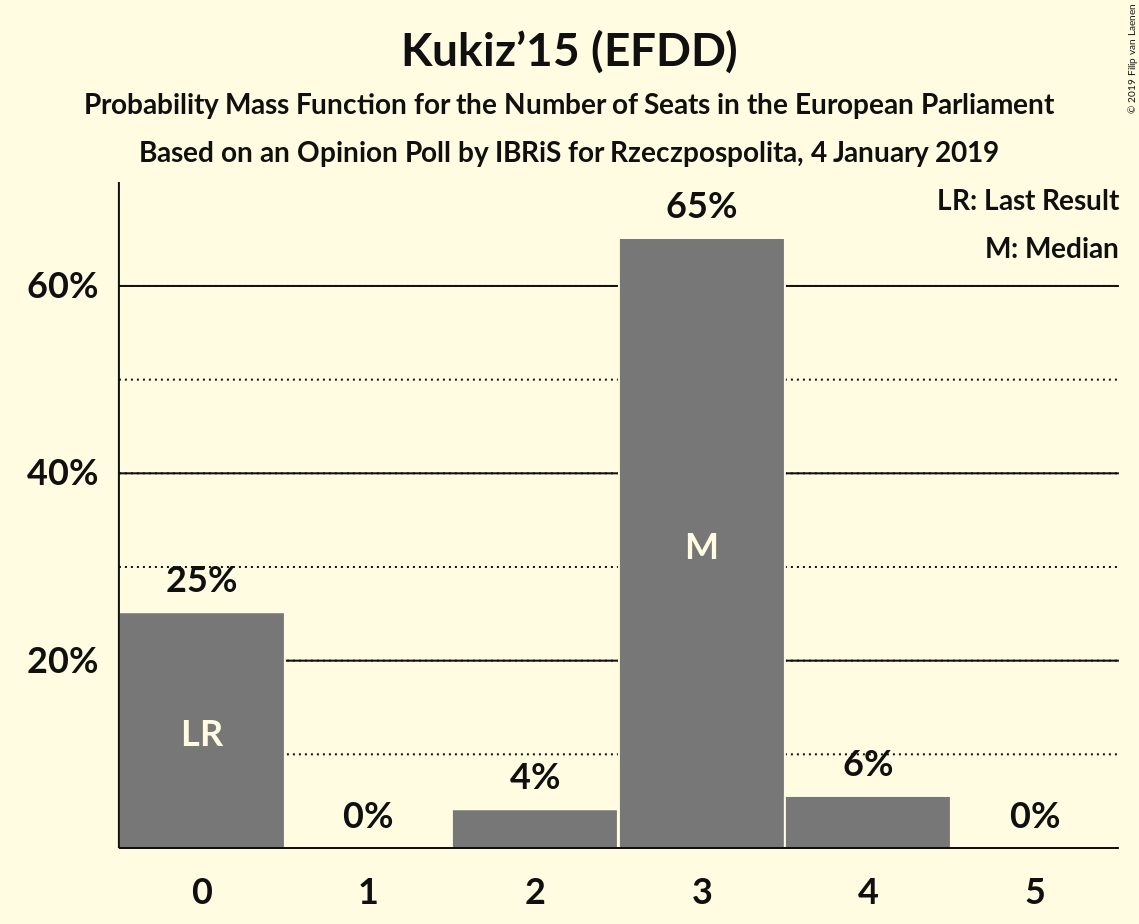 Kukiz’15 (EFDD)
Probability Mass Function for the Number of Seats in the European Parliament
Based on an Opinion Poll by IBRiS for Rzeczpospolita, 4 January 2019
© 2019 Filip van Laenen
LR: Last Result
M: Median
65%
60%
40%
M
25%
20%
LR
6%
4%
0%
0%
0 1 2 3 4 5